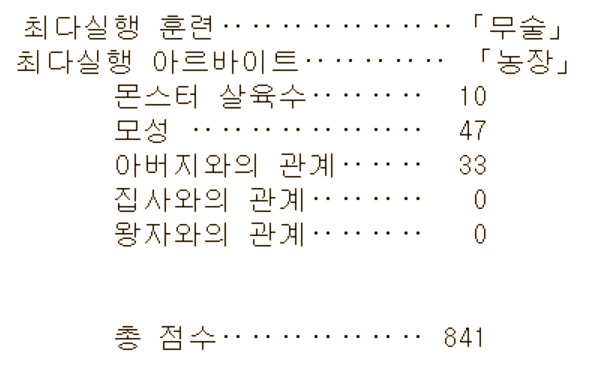 최다실행 훈련‥‥‥‥‥‥‥‥「무술」
최다실행 아르바이트‥‥‥‥‥ 「농장」
몬스터 살육수‥‥‥‥ 10
모성 ‥‥‥‥‥‥‥‥ 47
아버지와의 관계‥‥‥ 33
집사와의 관계‥‥‥‥ 0
왕자와의 관계‥‥‥‥ 0
총 점수‥‥‥‥‥‥‥ 841